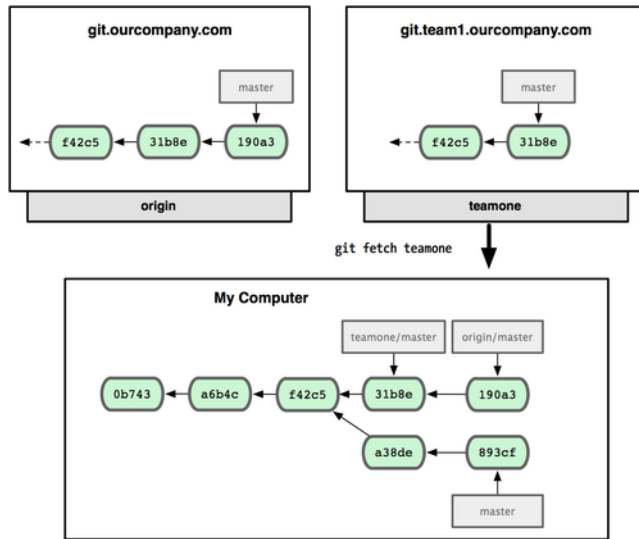 git.ourcompany.com
master
f42c5 31b8e 190a3
origin
git.team1.ourcompany.com
master
f42c5 31b8e
teamone
git fetch teamone
My Computer
teamone/master origin/master
0b743 a6b4c f42c5 31b8e 190a3
a38de 893cf
master